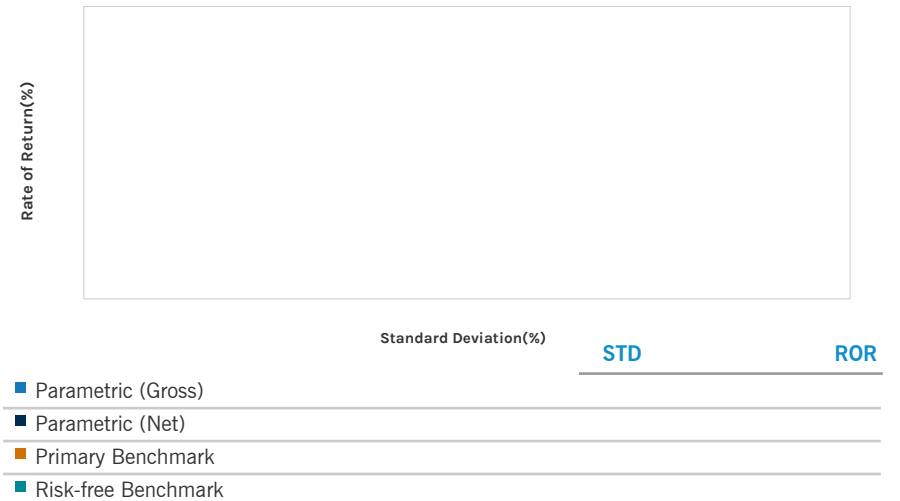 Rate of Return(%)
Standard Deviation(%)
STD ROR
Parametric (Gross)
Parametric (Net)
Primary Benchmark
Risk-free Benchmark